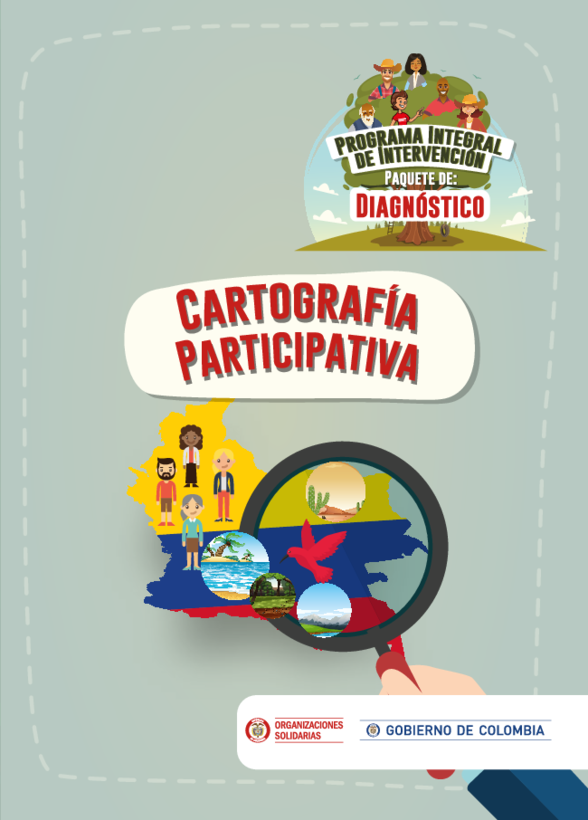 PROGRAMA INTEGRAL
DE INTERVENCIÓN
PAQUETE DE:
DIAGNÓSTICO
CARTOGRAFÍA
PARTICIPATIVA
ORGANIZACIONES
SOLIDARIAS
GOBIERNO DE COLOMBIA